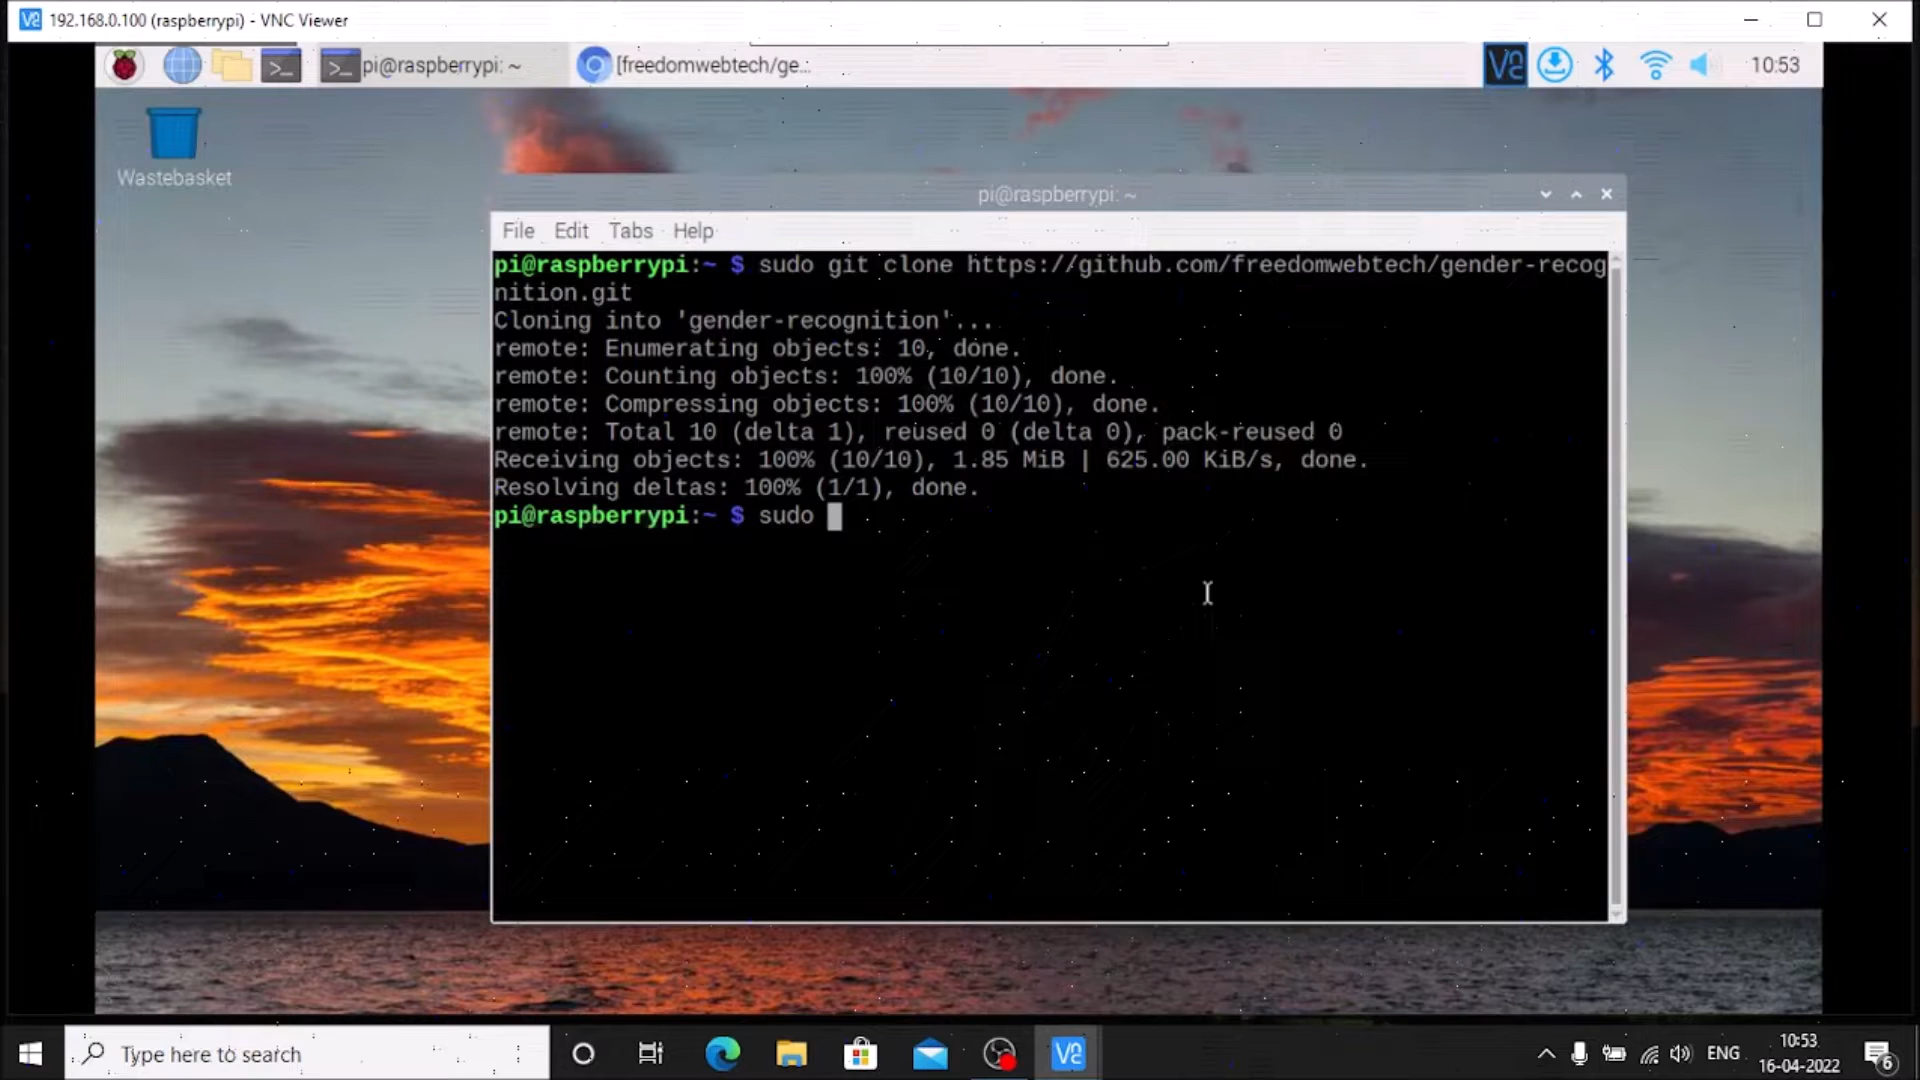 192.168.0.100 (raspberrypi) - VNC Viewer
pi@raspberrypi: ~
[freedomwebtech/ge...
10:53
Wastebasket
pi@raspberrypi: ~
File Edit Tabs Help
pi@raspberrypi:~ $ sudo git clone https://github.com/freedomwebtech/gender-recog
nition.git
Cloning into 'gender-recognition'...
remote: Enumerating objects: 10, done.
remote: Counting objects: 100% (10/10), done.
remote: Compressing objects: 100% (10/10), done.
remote: Total 10 (delta 1), reused 0 (delta 0), pack-reused 0
Receiving objects: 100% (10/10), 1.85 MiB | 625.00 KiB/s, done.
Resolving deltas: 100% (1/1), done.
pi@raspberrypi:~ $ sudo
Type here to search
ENG
10:53
16-04-2022
6